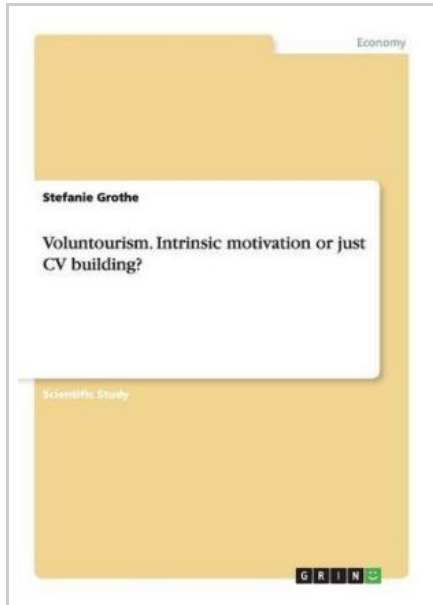 Economy
Stefanie Grothe
Voluntourism. Intrinsic motivation or just
CV building?
Scientific Study
GRIN